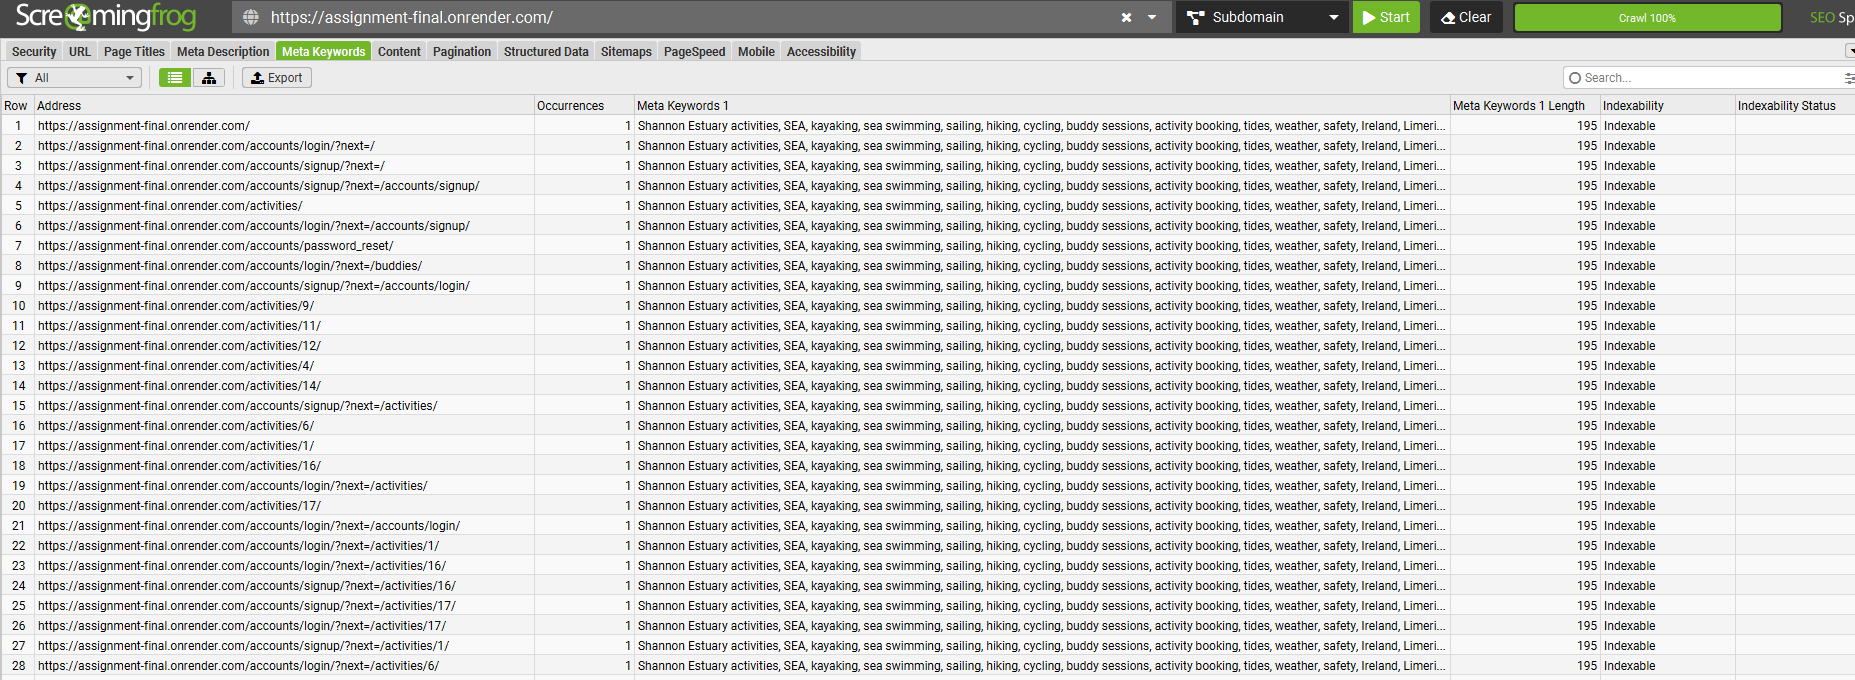 Screamingfrog https://assignment-final.onrender.com/ Subdomain Start Clear Crawl 100% SEO Sp
Security URL Page Titles Meta Description Meta Keywords Content Pagination Structured Data Sitemaps PageSpeed Mobile Accessibility
All Export Search...
Row Address Occurrences Meta Keywords 1 Meta Keywords 1 Length Indexability Indexability Status
1 https://assignment-final.onrender.com/ 1 Shannon Estuary activities, SEA, kayaking, sea swimming, sailing, hiking, cycling, buddy sessions, activity booking, tides, weather, safety, Ireland, Limeri... 195 Indexable
2 https://assignment-final.onrender.com/accounts/login/?next=/ 1 Shannon Estuary activities, SEA, kayaking, sea swimming, sailing, hiking, cycling, buddy sessions, activity booking, tides, weather, safety, Ireland, Limeri... 195 Indexable
3 https://assignment-final.onrender.com/accounts/signup/?next=/ 1 Shannon Estuary activities, SEA, kayaking, sea swimming, sailing, hiking, cycling, buddy sessions, activity booking, tides, weather, safety, Ireland, Limeri... 195 Indexable
4 https://assignment-final.onrender.com/accounts/signup/?next=/accounts/signup/ 1 Shannon Estuary activities, SEA, kayaking, sea swimming, sailing, hiking, cycling, buddy sessions, activity booking, tides, weather, safety, Ireland, Limeri... 195 Indexable
5 https://assignment-final.onrender.com/activities/ 1 Shannon Estuary activities, SEA, kayaking, sea swimming, sailing, hiking, cycling, buddy sessions, activity booking, tides, weather, safety, Ireland, Limeri... 195 Indexable
6 https://assignment-final.onrender.com/accounts/login/?next=/accounts/signup/ 1 Shannon Estuary activities, SEA, kayaking, sea swimming, sailing, hiking, cycling, buddy sessions, activity booking, tides, weather, safety, Ireland, Limeri... 195 Indexable
7 https://assignment-final.onrender.com/accounts/password_reset/ 1 Shannon Estuary activities, SEA, kayaking, sea swimming, sailing, hiking, cycling, buddy sessions, activity booking, tides, weather, safety, Ireland, Limeri... 195 Indexable
8 https://assignment-final.onrender.com/accounts/login/?next=/buddies/ 1 Shannon Estuary activities, SEA, kayaking, sea swimming, sailing, hiking, cycling, buddy sessions, activity booking, tides, weather, safety, Ireland, Limeri... 195 Indexable
9 https://assignment-final.onrender.com/accounts/signup/?next=/accounts/login/ 1 Shannon Estuary activities, SEA, kayaking, sea swimming, sailing, hiking, cycling, buddy sessions, activity booking, tides, weather, safety, Ireland, Limeri... 195 Indexable
10 https://assignment-final.onrender.com/activities/9/ 1 Shannon Estuary activities, SEA, kayaking, sea swimming, sailing, hiking, cycling, buddy sessions, activity booking, tides, weather, safety, Ireland, Limeri... 195 Indexable
11 https://assignment-final.onrender.com/activities/11/ 1 Shannon Estuary activities, SEA, kayaking, sea swimming, sailing, hiking, cycling, buddy sessions, activity booking, tides, weather, safety, Ireland, Limeri... 195 Indexable
12 https://assignment-final.onrender.com/activities/12/ 1 Shannon Estuary activities, SEA, kayaking, sea swimming, sailing, hiking, cycling, buddy sessions, activity booking, tides, weather, safety, Ireland, Limeri... 195 Indexable
13 https://assignment-final.onrender.com/activities/4/ 1 Shannon Estuary activities, SEA, kayaking, sea swimming, sailing, hiking, cycling, buddy sessions, activity booking, tides, weather, safety, Ireland, Limeri... 195 Indexable
14 https://assignment-final.onrender.com/activities/14/ 1 Shannon Estuary activities, SEA, kayaking, sea swimming, sailing, hiking, cycling, buddy sessions, activity booking, tides, weather, safety, Ireland, Limeri... 195 Indexable
15 https://assignment-final.onrender.com/accounts/signup/?next=/activities/ 1 Shannon Estuary activities, SEA, kayaking, sea swimming, sailing, hiking, cycling, buddy sessions, activity booking, tides, weather, safety, Ireland, Limeri... 195 Indexable
16 https://assignment-final.onrender.com/activities/6/ 1 Shannon Estuary activities, SEA, kayaking, sea swimming, sailing, hiking, cycling, buddy sessions, activity booking, tides, weather, safety, Ireland, Limeri... 195 Indexable
17 https://assignment-final.onrender.com/activities/1/ 1 Shannon Estuary activities, SEA, kayaking, sea swimming, sailing, hiking, cycling, buddy sessions, activity booking, tides, weather, safety, Ireland, Limeri... 195 Indexable
18 https://assignment-final.onrender.com/activities/16/ 1 Shannon Estuary activities, SEA, kayaking, sea swimming, sailing, hiking, cycling, buddy sessions, activity booking, tides, weather, safety, Ireland, Limeri... 195 Indexable
19 https://assignment-final.onrender.com/accounts/login/?next=/activities/ 1 Shannon Estuary activities, SEA, kayaking, sea swimming, sailing, hiking, cycling, buddy sessions, activity booking, tides, weather, safety, Ireland, Limeri... 195 Indexable
20 https://assignment-final.onrender.com/activities/17/ 1 Shannon Estuary activities, SEA, kayaking, sea swimming, sailing, hiking, cycling, buddy sessions, activity booking, tides, weather, safety, Ireland, Limeri... 195 Indexable
21 https://assignment-final.onrender.com/accounts/login/?next=/accounts/login/ 1 Shannon Estuary activities, SEA, kayaking, sea swimming, sailing, hiking, cycling, buddy sessions, activity booking, tides, weather, safety, Ireland, Limeri... 195 Indexable
22 https://assignment-final.onrender.com/accounts/login/?next=/activities/1/ 1 Shannon Estuary activities, SEA, kayaking, sea swimming, sailing, hiking, cycling, buddy sessions, activity booking, tides, weather, safety, Ireland, Limeri... 195 Indexable
23 https://assignment-final.onrender.com/accounts/login/?next=/activities/16/ 1 Shannon Estuary activities, SEA, kayaking, sea swimming, sailing, hiking, cycling, buddy sessions, activity booking, tides, weather, safety, Ireland, Limeri... 195 Indexable
24 https://assignment-final.onrender.com/accounts/signup/?next=/activities/16/ 1 Shannon Estuary activities, SEA, kayaking, sea swimming, sailing, hiking, cycling, buddy sessions, activity booking, tides, weather, safety, Ireland, Limeri... 195 Indexable
25 https://assignment-final.onrender.com/accounts/signup/?next=/activities/17/ 1 Shannon Estuary activities, SEA, kayaking, sea swimming, sailing, hiking, cycling, buddy sessions, activity booking, tides, weather, safety, Ireland, Limeri... 195 Indexable
26 https://assignment-final.onrender.com/accounts/login/?next=/activities/17/ 1 Shannon Estuary activities, SEA, kayaking, sea swimming, sailing, hiking, cycling, buddy sessions, activity booking, tides, weather, safety, Ireland, Limeri... 195 Indexable
27 https://assignment-final.onrender.com/accounts/signup/?next=/activities/1/ 1 Shannon Estuary activities, SEA, kayaking, sea swimming, sailing, hiking, cycling, buddy sessions, activity booking, tides, weather, safety, Ireland, Limeri... 195 Indexable
28 https://assignment-final.onrender.com/accounts/login/?next=/activities/6/ 1 Shannon Estuary activities, SEA, kayaking, sea swimming, sailing, hiking, cycling, buddy sessions, activity booking, tides, weather, safety, Ireland, Limeri... 195 Indexable